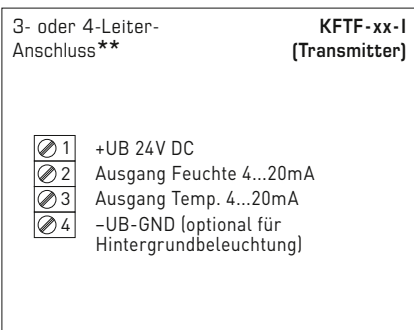 3- oder 4-Leiter-
Anschluss**
KFTF-xx-I
(Transmitter)
1 +UB 24V DC
2 Ausgang Feuchte 4...20mA
3 Ausgang Temp. 4...20mA
4 –UB-GND (optional für
Hintergrundbeleuchtung)